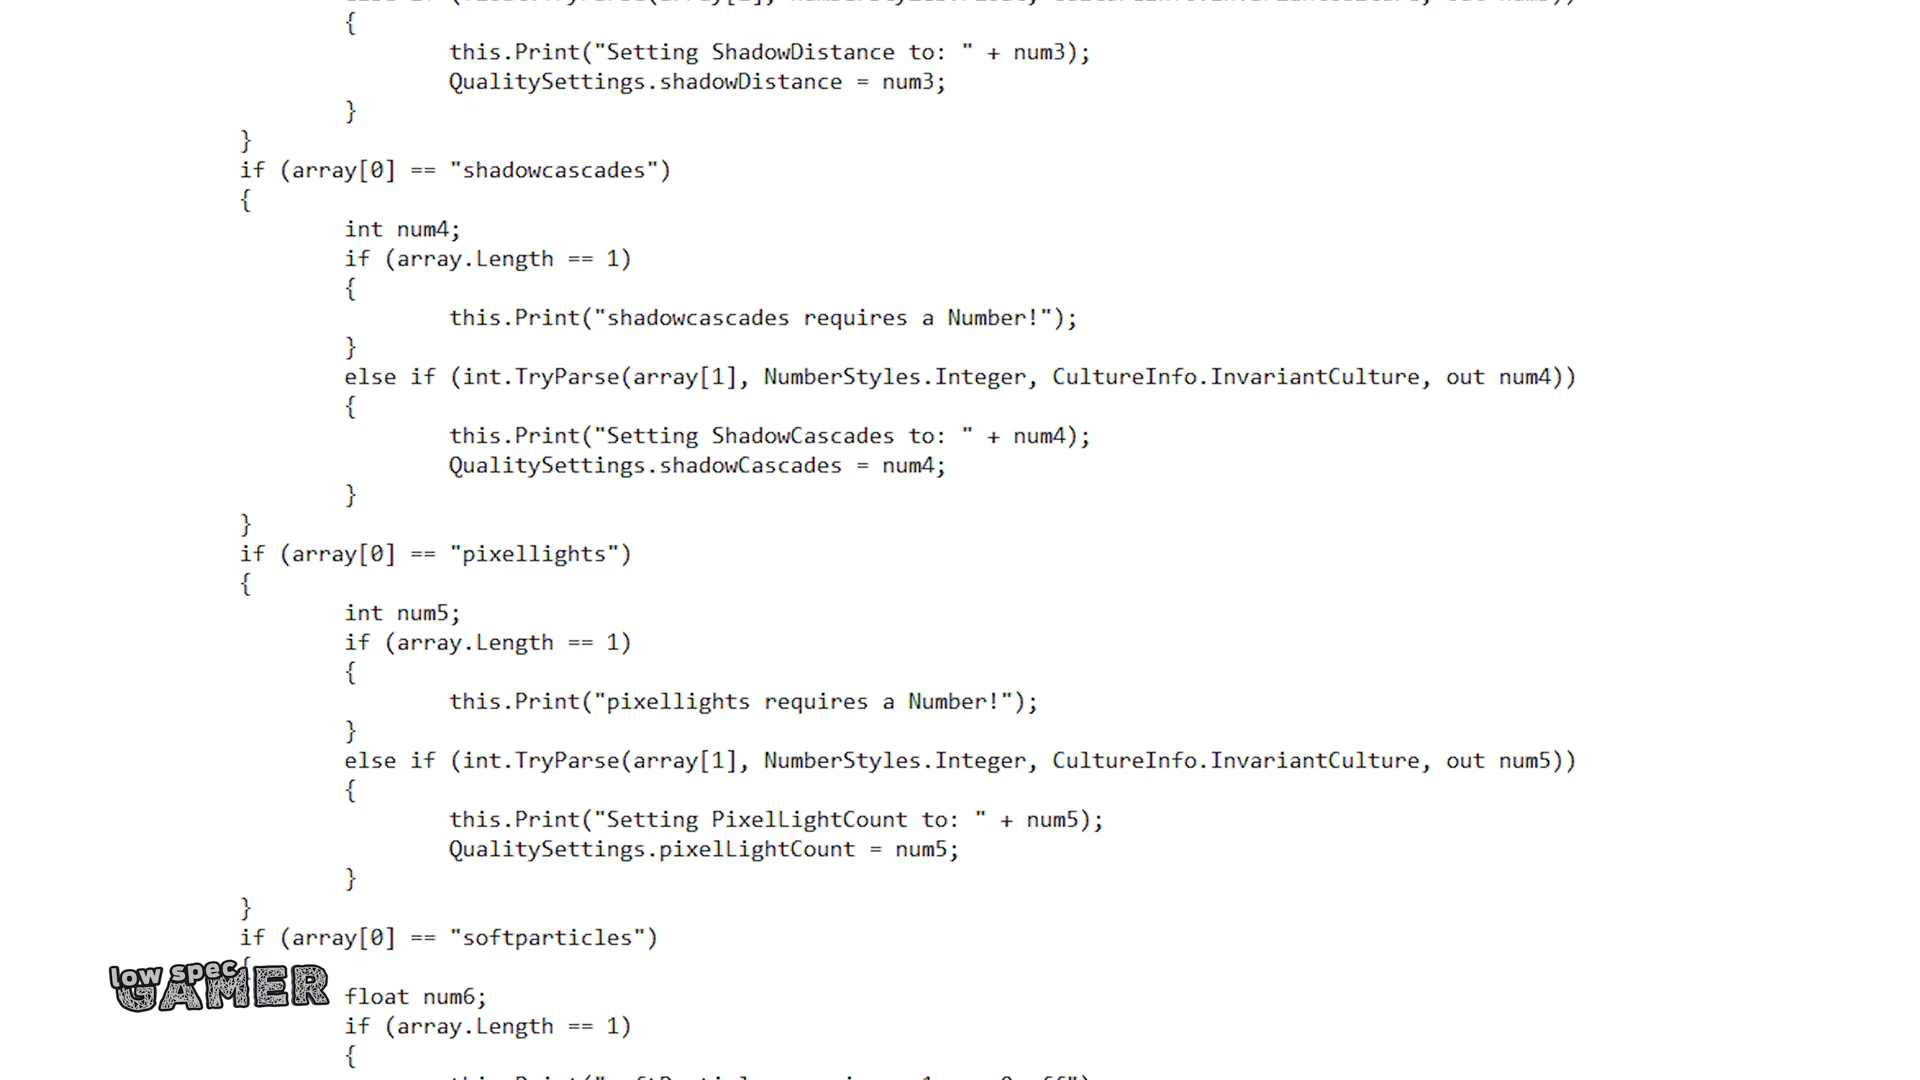 {
this.Print("Setting ShadowDistance to: " + num3);
QualitySettings.shadowDistance = num3;
}
}
if (array[0] == "shadowcascades")
{
int num4;
if (array.Length == 1)
{
this.Print("shadowcascades requires a Number!");
}
else if (int.TryParse(array[1], NumberStyles.Integer, CultureInfo.InvariantCulture, out num4))
{
this.Print("Setting ShadowCascades to: " + num4);
QualitySettings.shadowCascades = num4;
}
}
if (array[0] == "pixellights")
{
int num5;
if (array.Length == 1)
{
this.Print("pixellights requires a Number!");
}
else if (int.TryParse(array[1], NumberStyles.Integer, CultureInfo.InvariantCulture, out num5))
{
this.Print("Setting PixelLightCount to: " + num5);
QualitySettings.pixelLightCount = num5;
}
}
if (array[0] == "softparticles")
{
low spec
GAMER
float num6;
if (array.Length == 1)
{